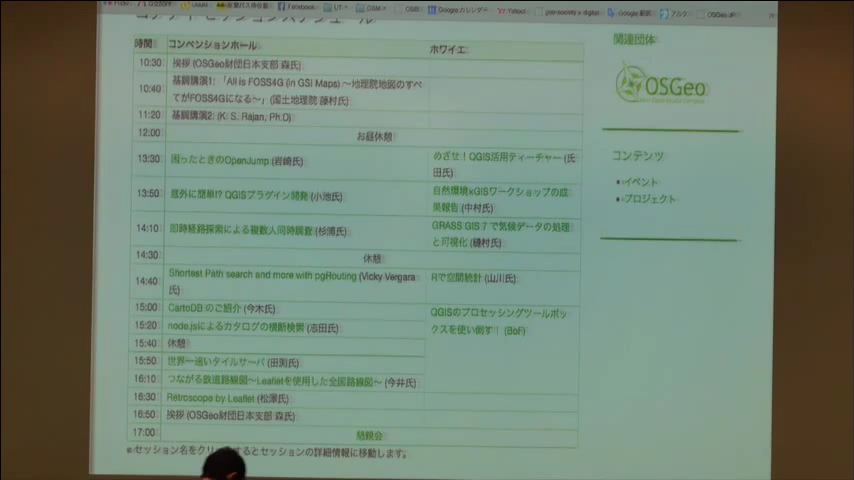 Facebook
Google カレンダー
Yahoo!
OSGeo.JP
時間 コンベンションホール ホワイエ
10:30 挨拶 (OSGeo財団日本支部 森氏)
10:40 基調講演1: 「All is FOSS4G (in GSI Maps) ～地理院地図のすべ
てがFOSS4Gになる～」(国土地理院 藤村氏)
11:20 基調講演2: (K. S. Rajan, Ph.D)
12:00 お昼休憩
13:30 困ったときのOpenJump (岩崎氏) めざせ！QGIS活用ティーチャー (氏
田氏)
13:50 意外に簡単!? QGISプラグイン開発 (小池氏) 自然環境xGISワークショップの成
果報告 (中村氏)
14:10 即時経路探索による複数人同時調査 (杉薄氏) GRASS GIS 7 で気候データの処理
と可視化 (縫村氏)
14:30 休憩
14:40 Shortest Path search and more with pgRouting (Vicky Vergara
氏) Rで空間統計 (山川氏)
15:00 CartoDB のご紹介 (今木氏) QGISのプロセッシングツールボッ
クスを使い倒す！ (BoF)
15:20 node.jsによるカタログの横断検索 (志田氏)
15:40 休憩
15:50 世界一速いタイルサーバ (田渕氏)
16:10 つながる鉄道路線図～Leafletを使用した全国路線図～ (今井氏)
16:30 Retroscope by Leaflet (松澤氏)
16:50 挨拶 (OSGeo財団日本支部 森氏)
17:00 懇親会
セッション名をクリ
するとセッションの詳細情報に移動します。
関連団体
OSGeo
コンテンツ
イベント
プロジェクト